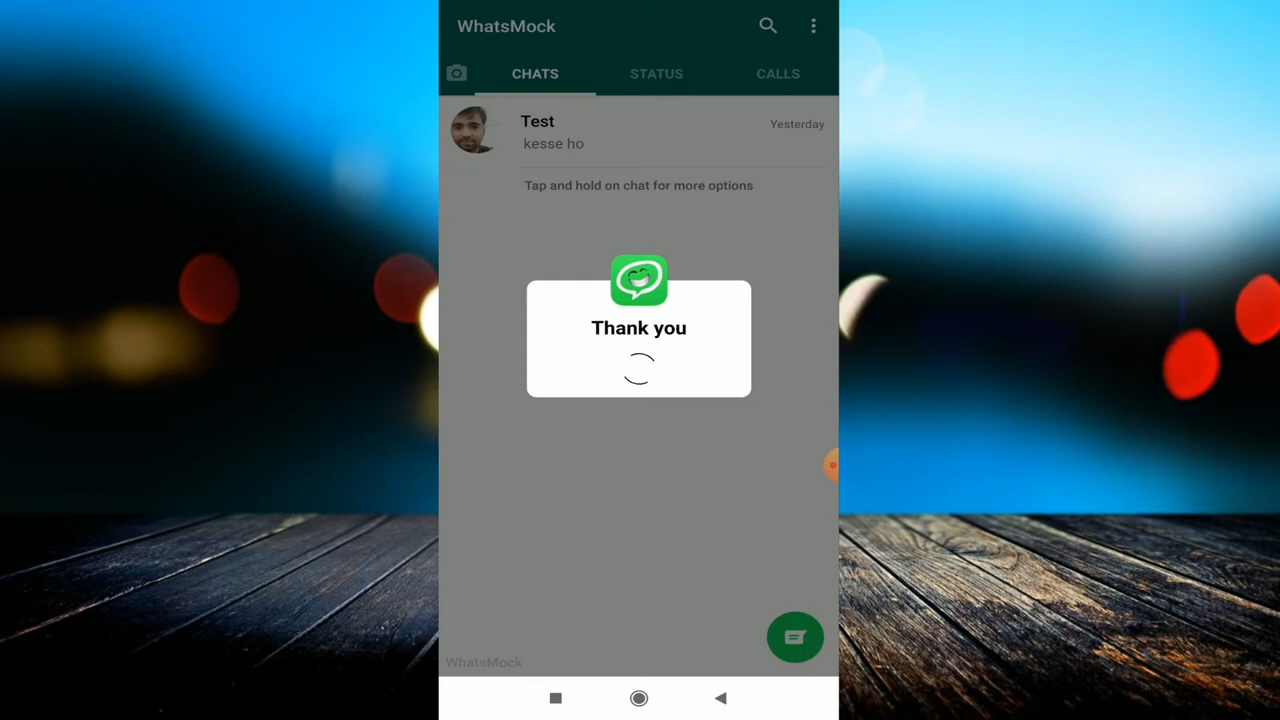 WhatsMock
CHATS
STATUS
CALLS
Test
Yesterday
kesse ho
Tap and hold on chat for more options
Thank you
WhatsMock